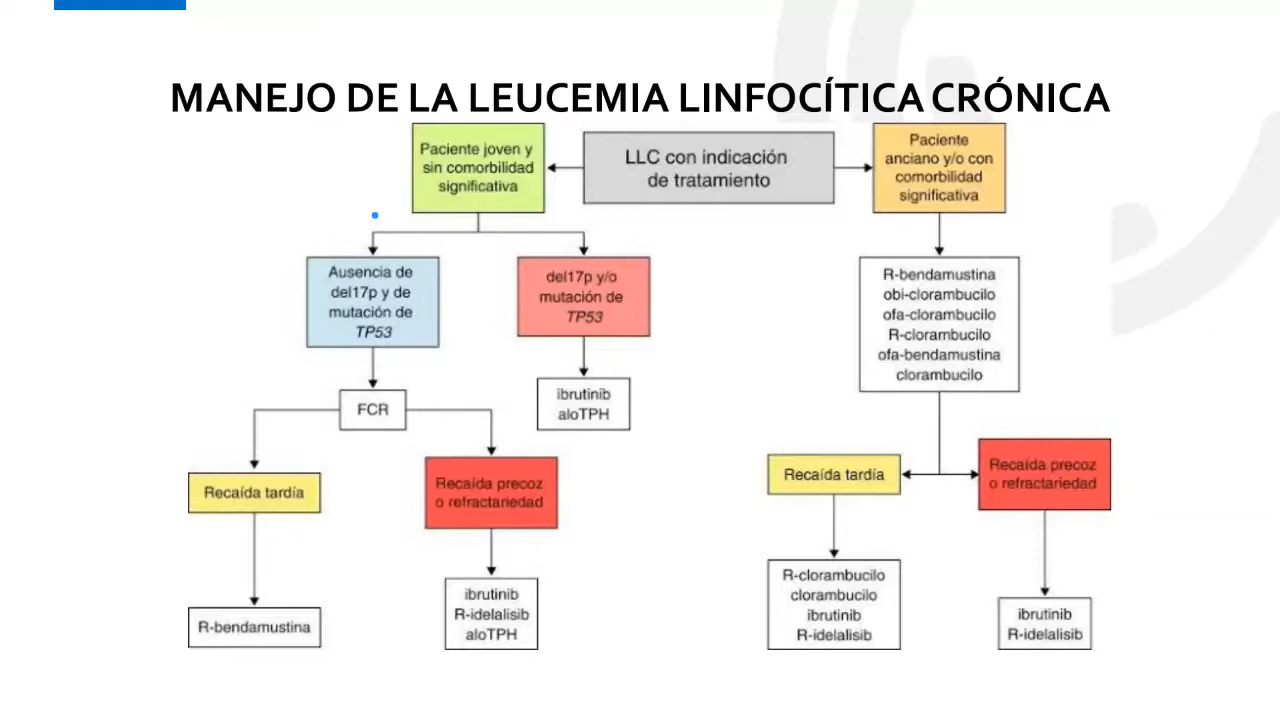 MANEJO DE LA LEUCEMIA LINFOCÍTICA CRÓNICA
Paciente joven y
sin comorbilidad
significativa
LLC con indicación
de tratamiento
Paciente
anciano y/o con
comorbilidad
significativa
Ausencia de
del17p y de
mutación de
TP53
del17p y/o
mutación de
TP53
R-bendamustina
obi-clorambucilo
ofa-clorambucilo
R-clorambucilo
ofa-bendamustina
clorambucilo
FCR
ibrutinib
aloTPH
Recaída tardía
Recaída precoz
o refractariedad
Recaída tardía
Recaída precoz
o refractariedad
R-bendamustina
ibrutinib
R-idelalisib
aloTPH
R-clorambucilo
clorambucilo
ibrutinib
R-idelalisib
ibrutinib
R-idelalisib